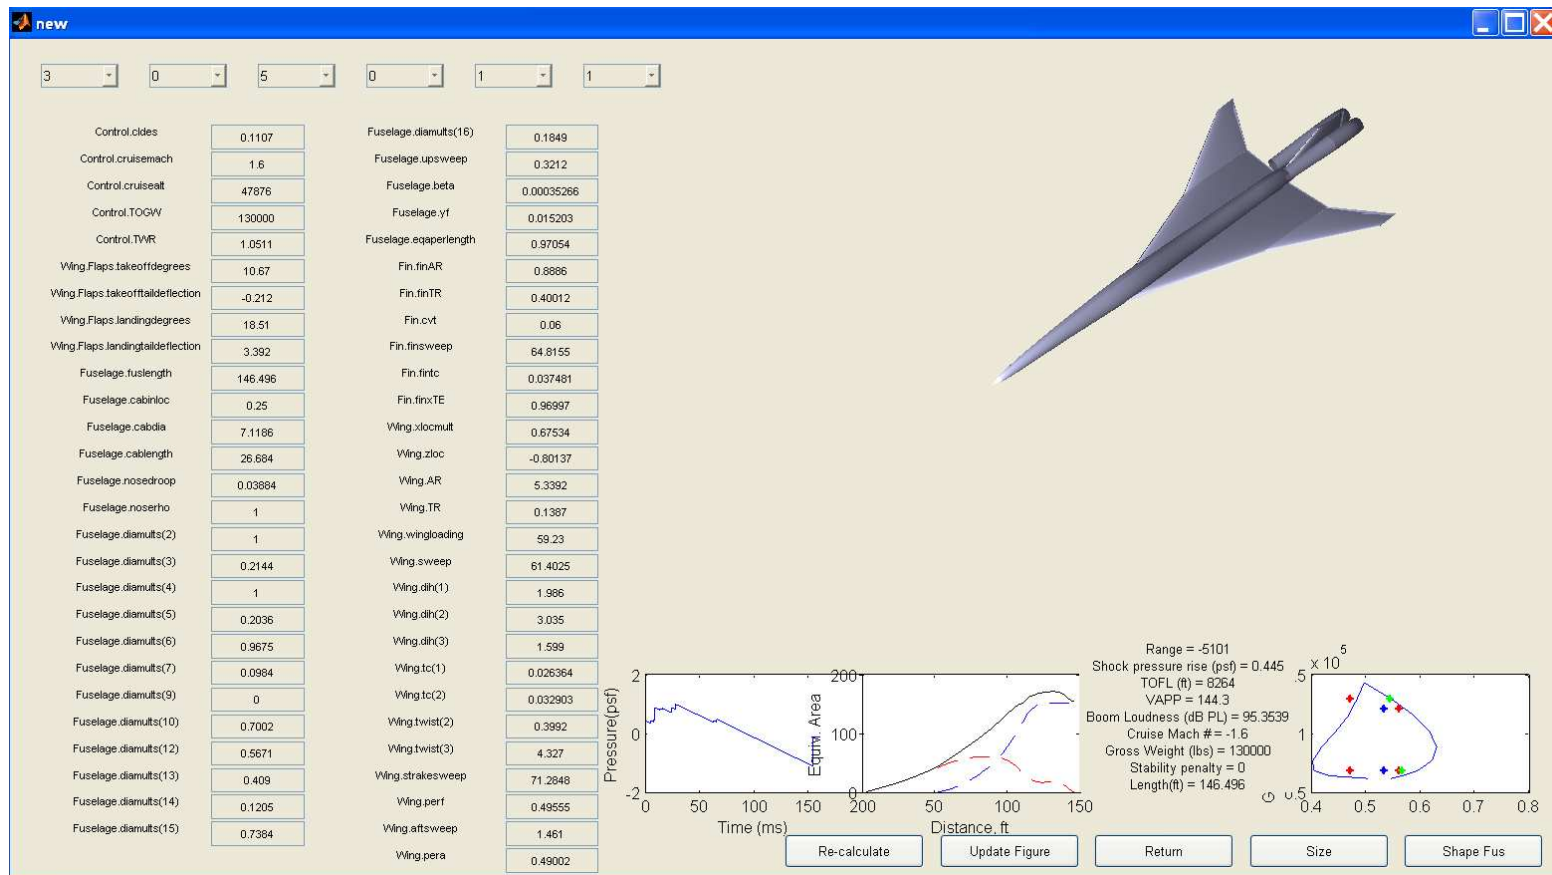 new
3 0 5 0 1 1
Control.cldes 0.1107
Control.cruisemach 1.6
Control.cruisealt 47876
Control.TOGW 130000
Control.TWR 1.0511
Wing.Flaps.takeoffdegrees 10.67
Wing.Flaps.takeofftaildeflection -0.212
Wing.Flaps.landingdegrees 18.51
Wing.Flaps.landingtaildeflection 3.392
Fuselage.fuslength 146.496
Fuselage.cabinloc 0.25
Fuselage.cabdia 7.1186
Fuselage.cablength 26.684
Fuselage.nosedroop 0.03884
Fuselage.noserho 1
Fuselage.diamults(2) 1
Fuselage.diamults(3) 0.2144
Fuselage.diamults(4) 1
Fuselage.diamults(5) 0.2036
Fuselage.diamults(6) 0.9675
Fuselage.diamults(7) 0.0984
Fuselage.diamults(9) 0
Fuselage.diamults(10) 0.7002
Fuselage.diamults(12) 0.5671
Fuselage.diamults(13) 0.409
Fuselage.diamults(14) 0.1205
Fuselage.diamults(15) 0.7384
Fuselage.diamults(16) 0.1849
Fuselage.upsweep 0.3212
Fuselage.beta 0.00035266
Fuselage.yf 0.015203
Fuselage.eqaperlength 0.97054
Fin.finAR 0.8886
Fin.finTR 0.40012
Fin.cvt 0.06
Fin.finsweep 64.8155
Fin.fintc 0.037481
Fin.finxTE 0.96997
Wing.xlocmult 0.67534
Wing.zloc -0.80137
Wing.AR 5.3392
Wing.TR 0.1387
Wing.wingloading 59.23
Wing.sweep 61.4025
Wing.dih(1) 1.986
Wing.dih(2) 3.035
Wing.dih(3) 1.599
Wing.tc(1) 0.026364
Wing.tc(2) 0.032903
Wing.twist(2) 0.3992
Wing.twist(3) 4.327
Wing.strakesweep 71.2848
Wing.perf 0.49555
Wing.aftsweep 1.461
Wing.pera 0.49002
Pressure(psf)
2
0
-2
0 50 100 150 200
Time (ms)
Equiv. Area
200
100
0
50 100 150
Distance, ft
Range = -5101
Shock pressure rise (psf) = 0.445
TOFL (ft) = 8264
VAPP = 144.3
Boom Loudness (dB PL) = 95.3539
Cruise Mach # = -1.6
Gross Weight (lbs) = 130000
Stability penalty = 0
Length(ft) = 146.496
x 10 5
.5
1
.5
G
0.4 0.5 0.6 0.7 0.8
Re-calculate
Update Figure
Return
Size
Shape Fus